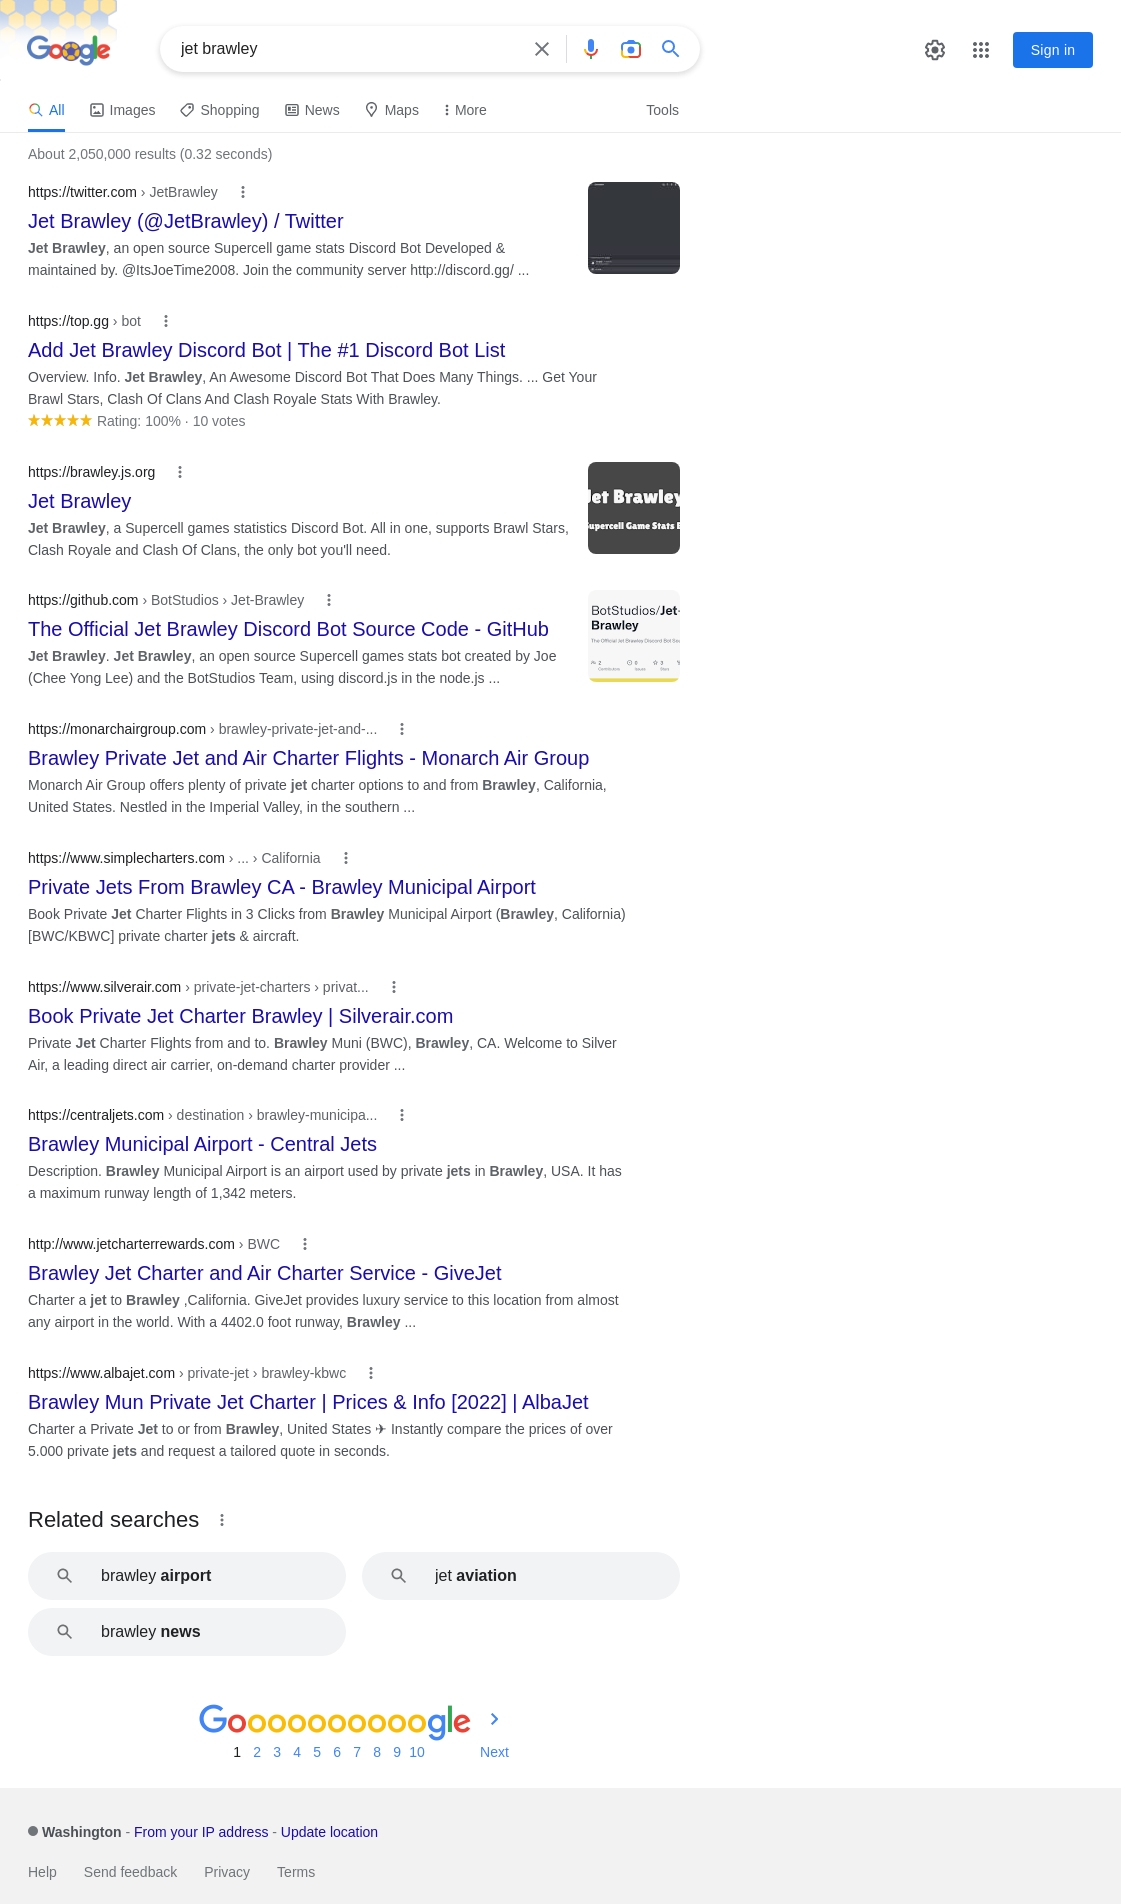 Google
jet brawley
Sign in
All Images Shopping News Maps More Tools
About 2,050,000 results (0.32 seconds)
https://twitter.com › JetBrawley
Jet Brawley (@JetBrawley) / Twitter
Jet Brawley, an open source Supercell game stats Discord Bot Developed &
maintained by. @ItsJoeTime2008. Join the community server http://discord.gg/ ...
https://top.gg › bot
Add Jet Brawley Discord Bot | The #1 Discord Bot List
Overview. Info. Jet Brawley, An Awesome Discord Bot That Does Many Things. ... Get Your
Brawl Stars, Clash Of Clans And Clash Royale Stats With Brawley.
Rating: 100% · 10 votes
https://brawley.js.org
Jet Brawley
Jet Brawley, a Supercell games statistics Discord Bot. All in one, supports Brawl Stars,
Clash Royale and Clash Of Clans, the only bot you'll need.
Jet Brawley
Supercell Game Stats B
https://github.com › BotStudios › Jet-Brawley
The Official Jet Brawley Discord Bot Source Code - GitHub
Jet Brawley. Jet Brawley, an open source Supercell games stats bot created by Joe
(Chee Yong Lee) and the BotStudios Team, using discord.js in the node.js ...
BotStudios/Jet-
Brawley
The Official Jet Brawley Discord Bot Sou
https://monarchairgroup.com › brawley-private-jet-and-...
Brawley Private Jet and Air Charter Flights - Monarch Air Group
Monarch Air Group offers plenty of private jet charter options to and from Brawley, California,
United States. Nestled in the Imperial Valley, in the southern ...
https://www.simplecharters.com › ... › California
Private Jets From Brawley CA - Brawley Municipal Airport
Book Private Jet Charter Flights in 3 Clicks from Brawley Municipal Airport (Brawley, California)
[BWC/KBWC] private charter jets & aircraft.
https://www.silverair.com › private-jet-charters › privat...
Book Private Jet Charter Brawley | Silverair.com
Private Jet Charter Flights from and to. Brawley Muni (BWC), Brawley, CA. Welcome to Silver
Air, a leading direct air carrier, on-demand charter provider ...
https://centraljets.com › destination › brawley-municipa...
Brawley Municipal Airport - Central Jets
Description. Brawley Municipal Airport is an airport used by private jets in Brawley, USA. It has
a maximum runway length of 1,342 meters.
http://www.jetcharterrewards.com › BWC
Brawley Jet Charter and Air Charter Service - GiveJet
Charter a jet to Brawley ,California. GiveJet provides luxury service to this location from almost
any airport in the world. With a 4402.0 foot runway, Brawley ...
https://www.albajet.com › private-jet › brawley-kbwc
Brawley Mun Private Jet Charter | Prices & Info [2022] | AlbaJet
Charter a Private Jet to or from Brawley, United States ✈ Instantly compare the prices of over
5.000 private jets and request a tailored quote in seconds.
Related searches
brawley airport
jet aviation
brawley news
Goooooooooogle
1 2 3 4 5 6 7 8 9 10 Next
Washington - From your IP address - Update location
Help Send feedback Privacy Terms